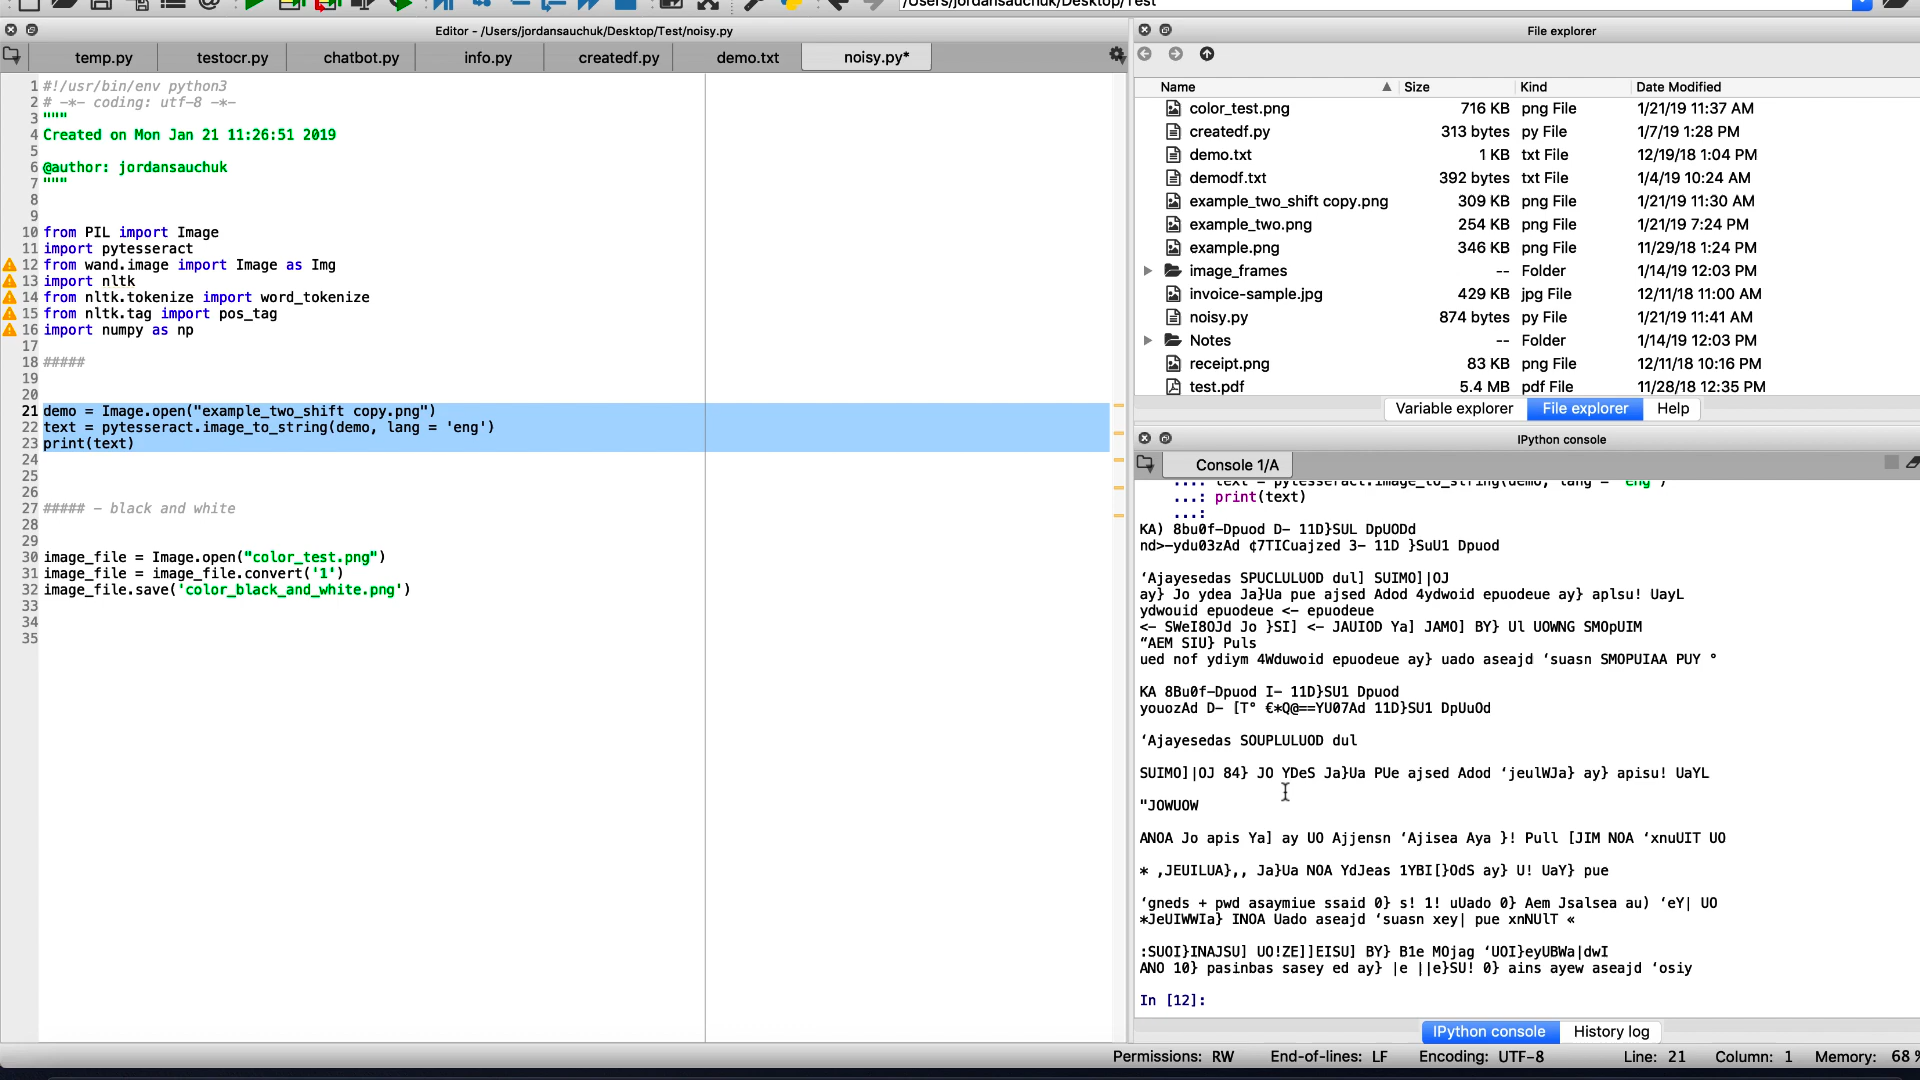 /Users/jordansauchuk/Desktop/Test
Editor - /Users/jordansauchuk/Desktop/Test/noisy.py
temp.py
testocr.py
chatbot.py
info.py
createdf.py
demo.txt
noisy.py*
1 #!/usr/bin/env python3
2 # -*- coding: utf-8 -*-
3 """
4 Created on Mon Jan 21 11:26:51 2019
5
6 @author: jordansauchuk
7 """
8
9
10 from PIL import Image
11 import pytesseract
12 from wand.image import Image as Img
13 import nltk
14 from nltk.tokenize import word_tokenize
15 from nltk.tag import pos_tag
16 import numpy as np
17
18 #####
19
20
21 demo = Image.open("example_two_shift copy.png")
22 text = pytesseract.image_to_string(demo, lang = 'eng')
23 print(text)
24
25
26
27 ##### - black and white
28
29
30 image_file = Image.open("color_test.png")
31 image_file = image_file.convert('1')
32 image_file.save('color_black_and_white.png')
33
34
35
File explorer
Name Size Kind Date Modified
color_test.png 716 KB png File 1/21/19 11:37 AM
createdf.py 313 bytes py File 1/7/19 1:28 PM
demo.txt 1 KB txt File 12/19/18 1:04 PM
demodf.txt 392 bytes txt File 1/4/19 10:24 AM
example_two_shift copy.png 309 KB png File 1/21/19 11:30 AM
example_two.png 254 KB png File 1/21/19 7:24 PM
example.png 346 KB png File 11/29/18 1:24 PM
image_frames -- Folder 1/14/19 12:03 PM
invoice-sample.jpg 429 KB jpg File 12/11/18 11:00 AM
noisy.py 874 bytes py File 1/21/19 11:41 AM
Notes -- Folder 1/14/19 12:03 PM
receipt.png 83 KB png File 12/11/18 10:16 PM
test.pdf 5.4 MB pdf File 11/28/18 12:35 PM
Variable explorer File explorer Help
IPython console
Console 1/A
...: text = pytesseract.image_to_string(demo, lang = 'eng')
...: print(text)
...:
KA) 8bu0f-Dpuod D- 11D}SUL DpUODd
nd>-ydu03zAd ¢7TICuajzed 3- 11D }SuU1 Dpuod
‘Ajayesedas SPUCLULUOD dul] SUIMO]|OJ
ay} Jo ydea Ja}Ua pue ajsed Adod 4ydwoid epuodeue ay} aplsu! UayL
ydwouid epuodeue <- epuodeue
<- SWeI8OJd Jo }SI] <- JAUIOD Ya] JAMO] BY} Ul UOWNG SMOpUIM
“AEM SIU} Puls
ued nof ydiym 4Wduwoid epuodeue ay} uado aseajd ‘suasn SMOPUIAA PUY °
KA 8Bu0f-Dpuod I- 11D}SU1 Dpuod
youozAd D- [T° €*Q@==YU07Ad 11D}SU1 DpUuOd
‘Ajayesedas SOUPLULUOD dul
SUIMO]|OJ 84} JO YDeS Ja}Ua PUe ajsed Adod ‘jeulWJa} ay} apisu! UaYL
"JOWUOW
ANOA Jo apis Ya] ay UO Ajjensn ‘Ajisea Aya }! Pull [JIM NOA ‘xnuUIT UO
* ,JEUILUA},, Ja}Ua NOA YdJeas 1YBI[}OdS ay} U! UaY} pue
‘gneds + pwd asaymiue ssaid 0} s! 1! uUado 0} Aem Jsalsea au) ‘eY| UO
*JeUIWWIa} INOA Uado aseajd ‘suasn xey| pue xnNUlT «
:SUOI}INAJSU] UO!ZE]]EISU] BY} B1e MOjag ‘UOI}eyUBWa|dwI
ANO 10} pasinbas sasey ed ay} |e ||e}SU! 0} ains ayew aseajd ‘osiy
In [12]:
IPython console History log
Permissions: RW End-of-lines: LF Encoding: UTF-8 Line: 21 Column: 1 Memory: 68 %